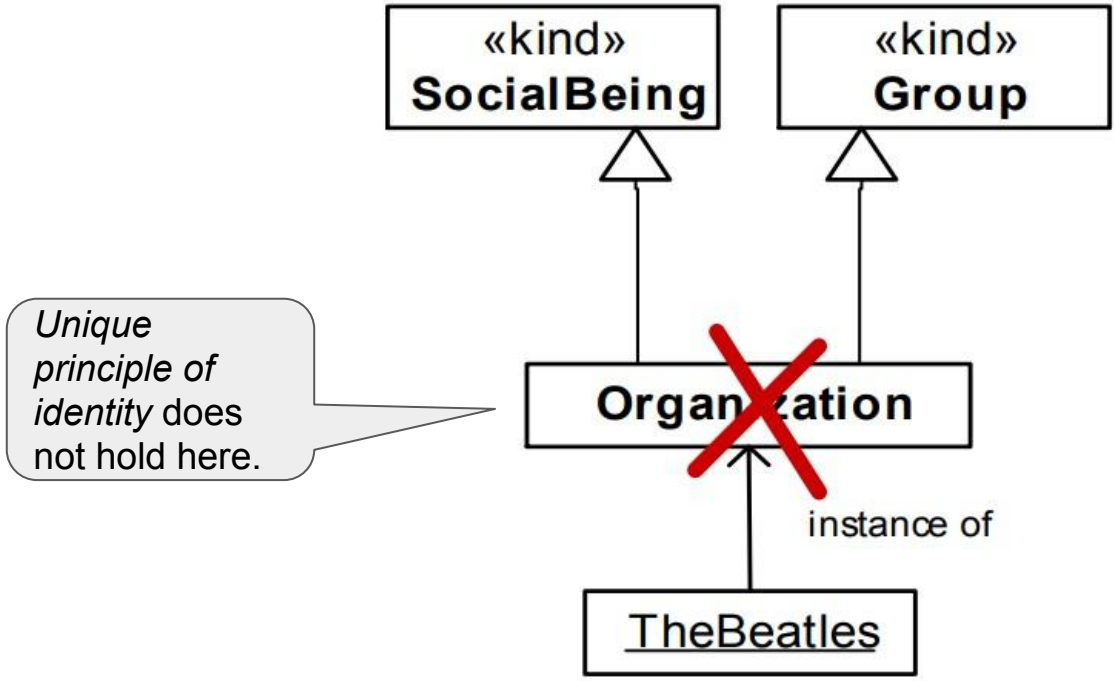 «kind»
SocialBeing
«kind»
Group
Unique
principle of
identity does
not hold here.
Organization
instance of
TheBeatles